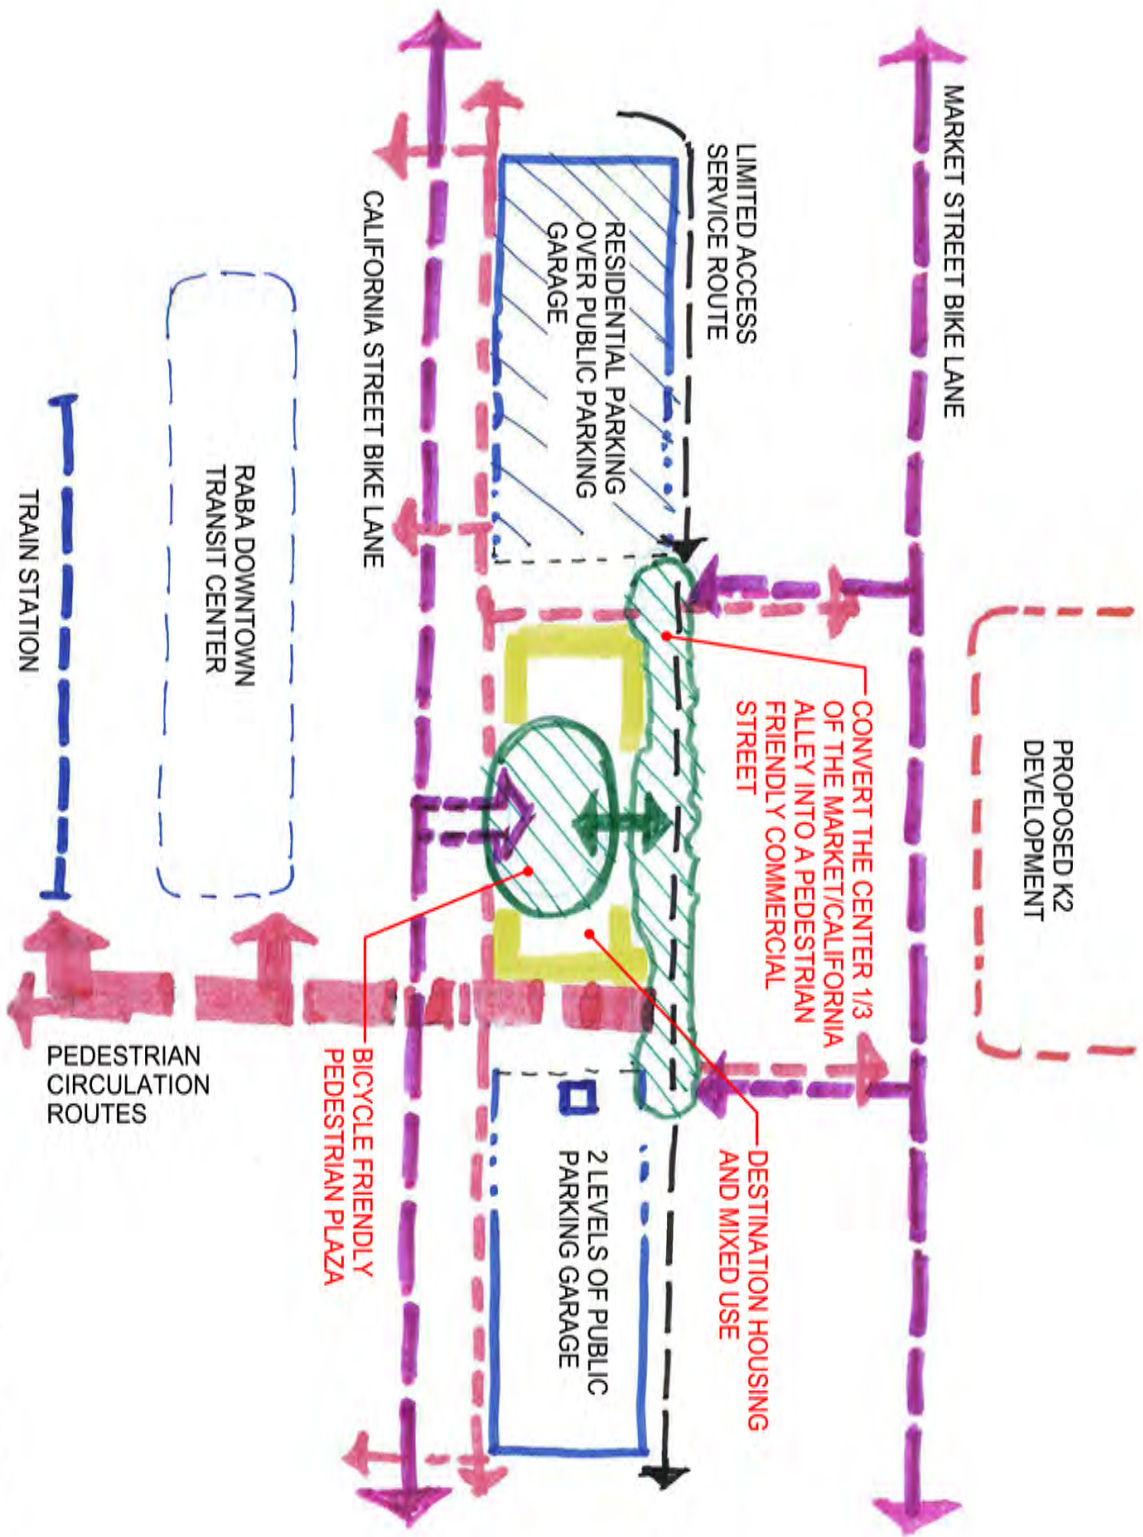 PROPOSED K2
DEVELOPMENT
MARKET STREET BIKE LANE
CONVERT THE CENTER 1/3
OF THE MARKET/CALIFORNIA
ALLEY INTO A PEDESTRIAN
FRIENDLY COMMERCIAL
STREET
LIMITED ACCESS
SERVICE ROUTE
DESTINATION HOUSING
AND MIXED USE
RESIDENTIAL PARKING
OVER PUBLIC PARKING
GARAGE
2 LEVELS OF PUBLIC
PARKING GARAGE
CALIFORNIA STREET BIKE LANE
BICYCLE FRIENDLY
PEDESTRIAN PLAZA
RABA DOWNTOWN
TRANSIT CENTER
PEDESTRIAN
CIRCULATION
ROUTES
TRAIN STATION